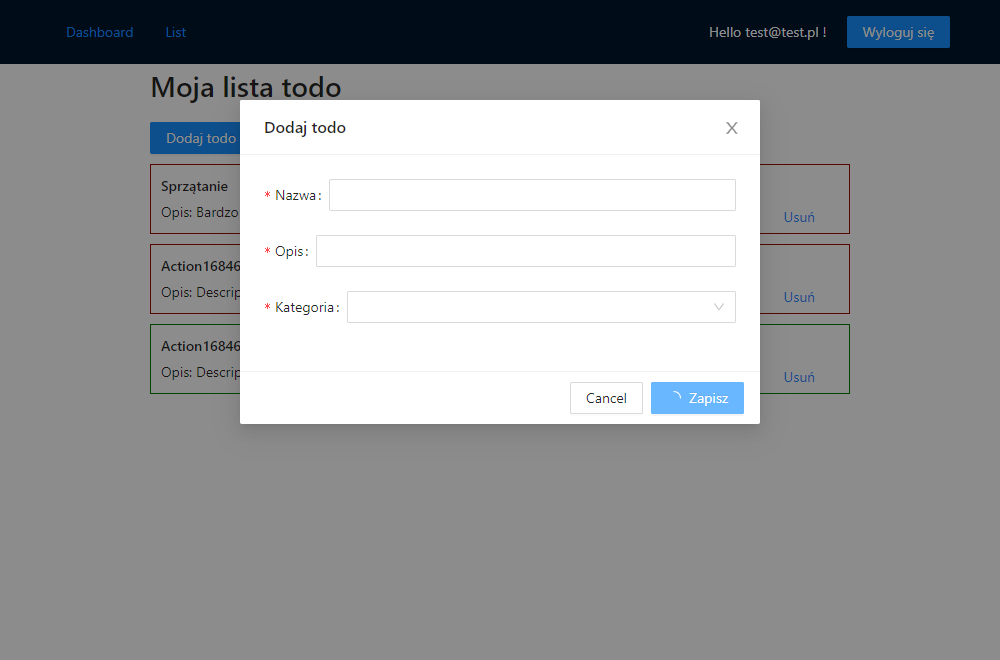 Dashboard List Hello test@test.pl ! Wyloguj się
Moja lista todo
Dodaj todo
Dodaj todo
Sprzątanie
Opis: Bardzo
Usuń
Action16846
Opis: Descrip
Usuń
Action16846
Opis: Descrip
Usuń
* Nazwa:
* Opis:
* Kategoria:
Cancel Zapisz